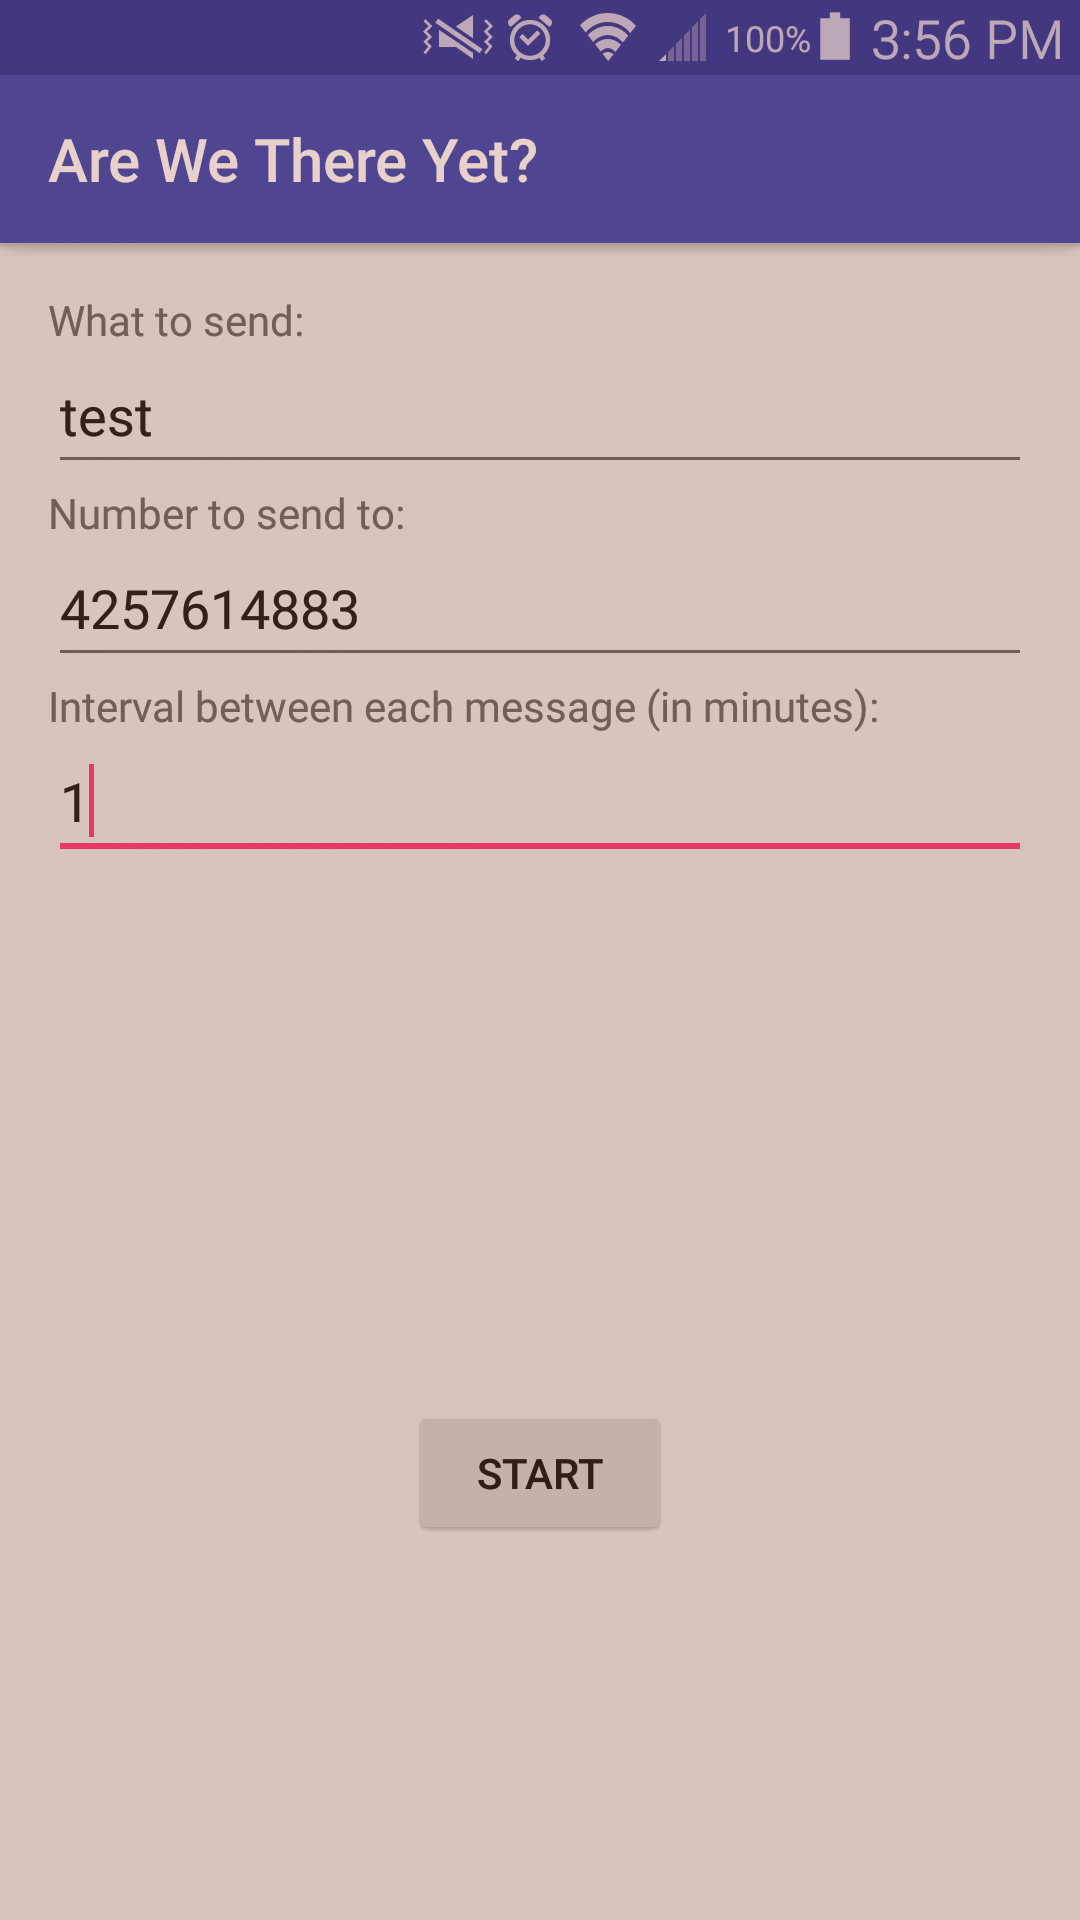 100% 3:56 PM
Are We There Yet?
What to send:
test
Number to send to:
4257614883
Interval between each message (in minutes):
1
START